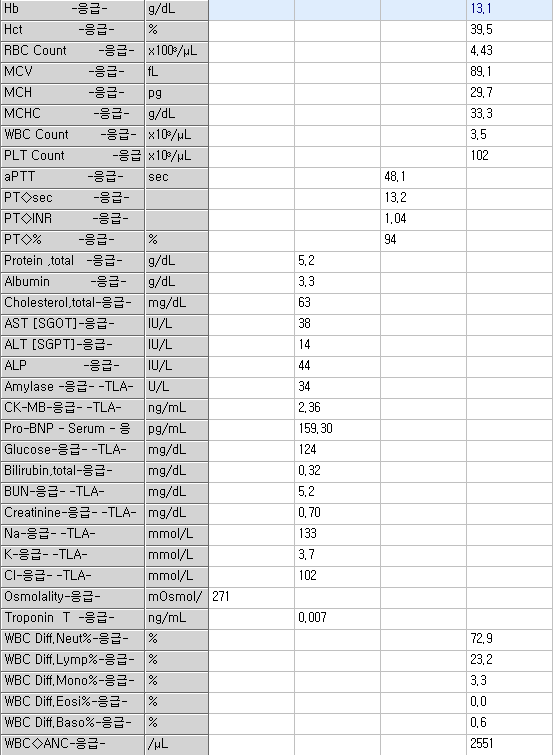 Hb -응급- g/dL 13,1
Hct -응급- % 39,5
RBC Count -응급- x10⁶/μL 4,43
MCV -응급- fL 89,1
MCH -응급- pg 29,7
MCHC -응급- g/dL 33,3
WBC Count -응급- x10³/μL 3,5
PLT Count -응급 x10³/μL 102
aPTT -응급- sec 48,1
PT◇sec -응급- 13,2
PT◇INR -응급- 1,04
PT◇% -응급- % 94
Protein ,total -응급- g/dL 5,2
Albumin -응급- g/dL 3,3
Cholesterol,total-응급- mg/dL 63
AST [SGOT]-응급- IU/L 38
ALT [SGPT]-응급- IU/L 14
ALP -응급- IU/L 44
Amylase -응급- -TLA- U/L 34
CK-MB-응급- -TLA- ng/mL 2,36
Pro-BNP - Serum - 응 pg/mL 159,30
Glucose-응급- -TLA- mg/dL 124
Bilirubin,total-응급- mg/dL 0,32
BUN-응급- -TLA- mg/dL 5,2
Creatinine-응급- -TLA- mg/dL 0,70
Na-응급- -TLA- mmol/L 133
K-응급- -TLA- mmol/L 3,7
Cl-응급- -TLA- mmol/L 102
Osmolality-응급- mOsmol/ 271
Troponin T -응급- ng/mL 0,007
WBC Diff,Neut%-응급- % 72,9
WBC Diff,Lymp%-응급- % 23,2
WBC Diff,Mono%-응급- % 3,3
WBC Diff,Eosi%-응급- % 0,0
WBC Diff,Baso%-응급- % 0,6
WBC◇ANC-응급- /μL 2551